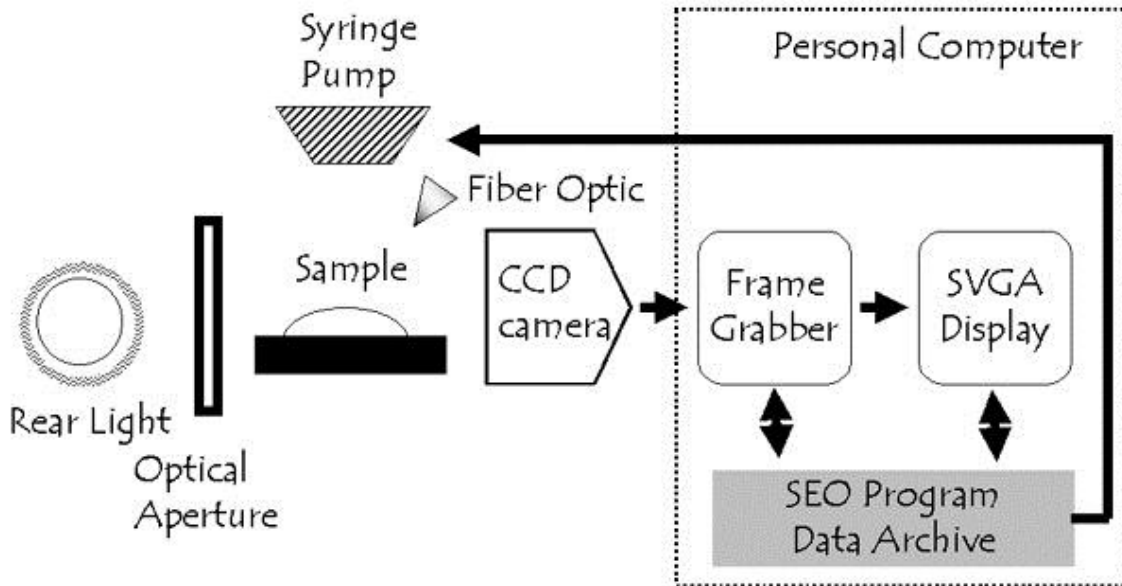 Syringe
Pump
Personal Computer
Fiber Optic
Sample
CCD
camera
Frame
Grabber
SVGA
Display
Rear Light
Optical
Aperture
SEO Program
Data Archive